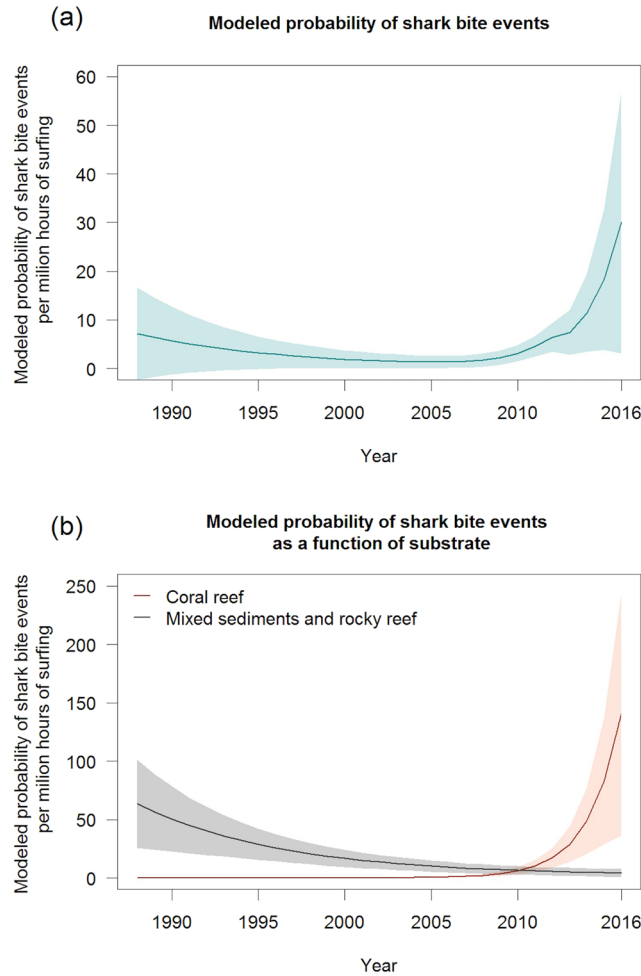 (a)
Modeled probability of shark bite events
Modeled probability of shark bite events
per milion hours of surfing
60
50
40
30
20
10
0
1990
1995
2000
2005
2010
2016
Year
(b)
Modeled probability of shark bite events
as a function of substrate
Modeled probability of shark bite events
per milion hours of surfing
250
200
150
100
50
0
Coral reef
Mixed sediments and rocky reef
1990
1995
2000
2005
2010
2016
Year